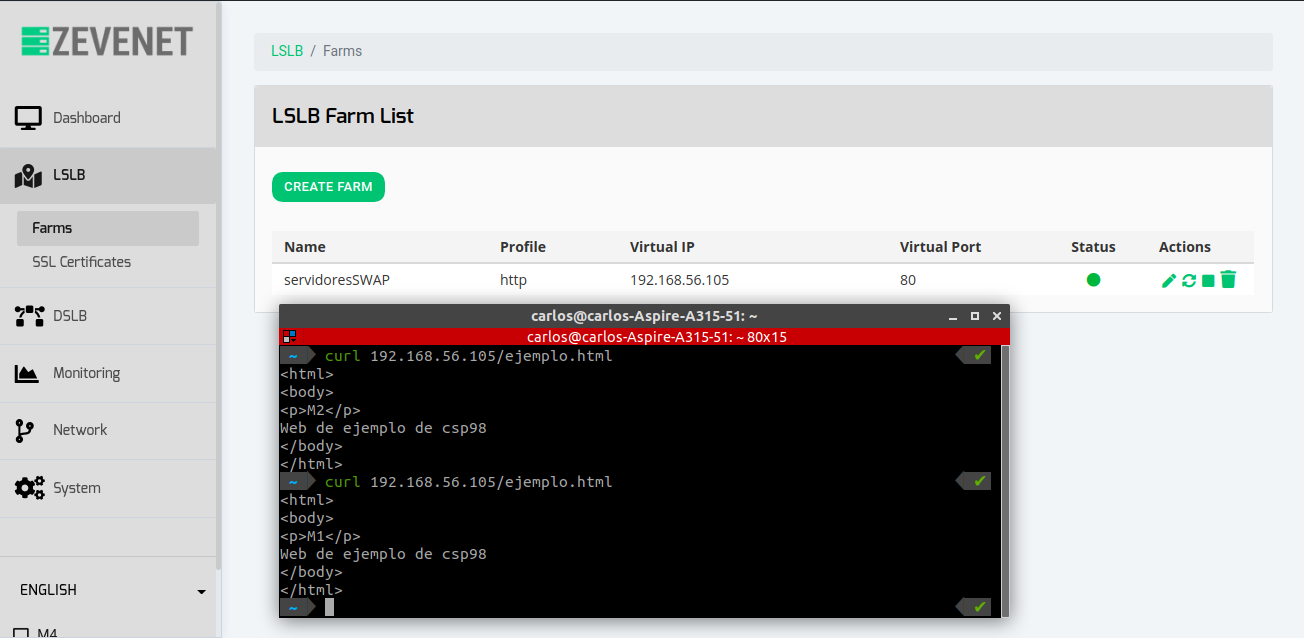 ZEVENET
Dashboard
LSLB
Farms
SSL Certificates
DSLB
Monitoring
Network
System
ENGLISH
M4
LSLB / Farms
LSLB Farm List
CREATE FARM
Name Profile Virtual IP Virtual Port Status Actions
servidoresSWAP http 192.168.56.105 80
carlos@carlos-Aspire-A315-51: ~
carlos@carlos-Aspire-A315-51: ~ 80x15
~ curl 192.168.56.105/ejemplo.html ✔
<html>
<body>
<p>M2</p>
Web de ejemplo de csp98
</body>
</html>
~ curl 192.168.56.105/ejemplo.html ✔
<html>
<body>
<p>M1</p>
Web de ejemplo de csp98
</body>
</html>
~ ✔